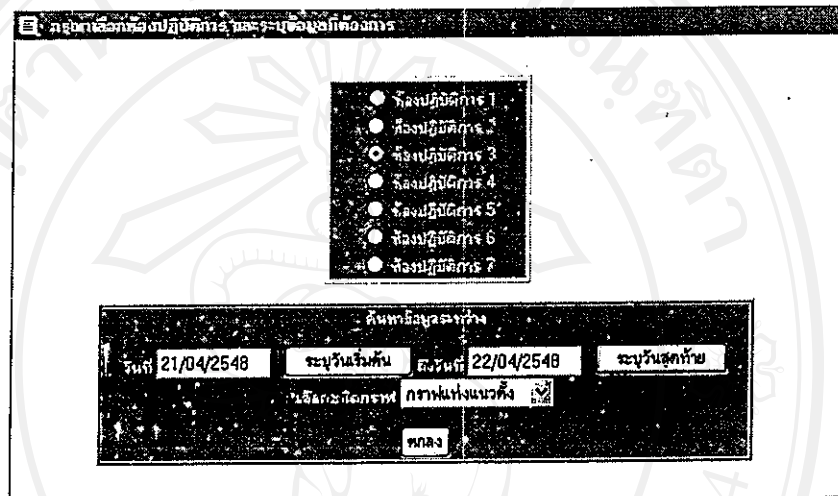 กรุณาเลือกห้องปฏิบัติการ และระบุข้อมูลที่ต้องการ
ห้องปฏิบัติการ 1
ห้องปฏิบัติการ 2
ห้องปฏิบัติการ 3
ห้องปฏิบัติการ 4
ห้องปฏิบัติการ 5
ห้องปฏิบัติการ 6
ห้องปฏิบัติการ 7
ค้นหาข้อมูลระหว่าง
วันที่ 21/04/2548 ระบุวันเริ่มต้น ถึงวันที่ 22/04/2548 ระบุวันสุดท้าย
เลือกชนิดกราฟ กราฟแท่งแนวตั้ง
ตกลง